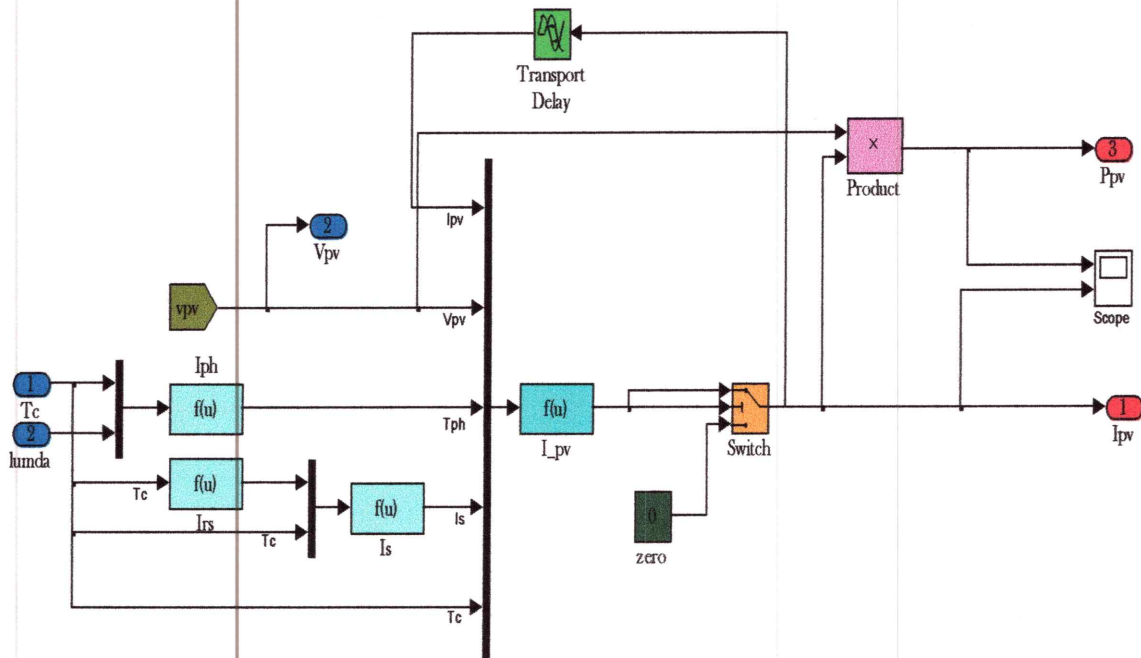 Transport
Delay
×
Product
3
Ppv
Ipv
2
Vpv
vpv
Vpv
Scope
Iph
1
Tc
f(u)
Tph
f(u)
I_pv
Switch
1
Ipv
2
lumda
Tc
f(u)
Irs
Tc
f(u)
Is
Is
0
zero
Tc